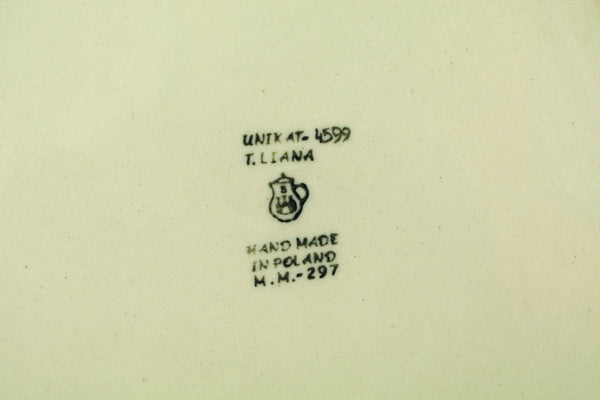 UNIKAT- 4599
T. LIANA
B
HAND MADE
IN POLAND
M.M.-297